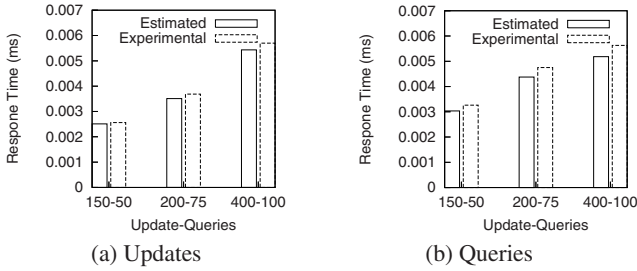 0.007
0.006
0.005
0.004
0.003
0.002
0.001
0
Respone Time (ms)
Estimated
Experimental
150-50
200-75
400-100
Update-Queries
(a) Updates
0.007
0.006
0.005
0.004
0.003
0.002
0.001
0
Respone Time (ms)
Estimated
Experimental
150-50
200-75
400-100
Update-Queries
(b) Queries